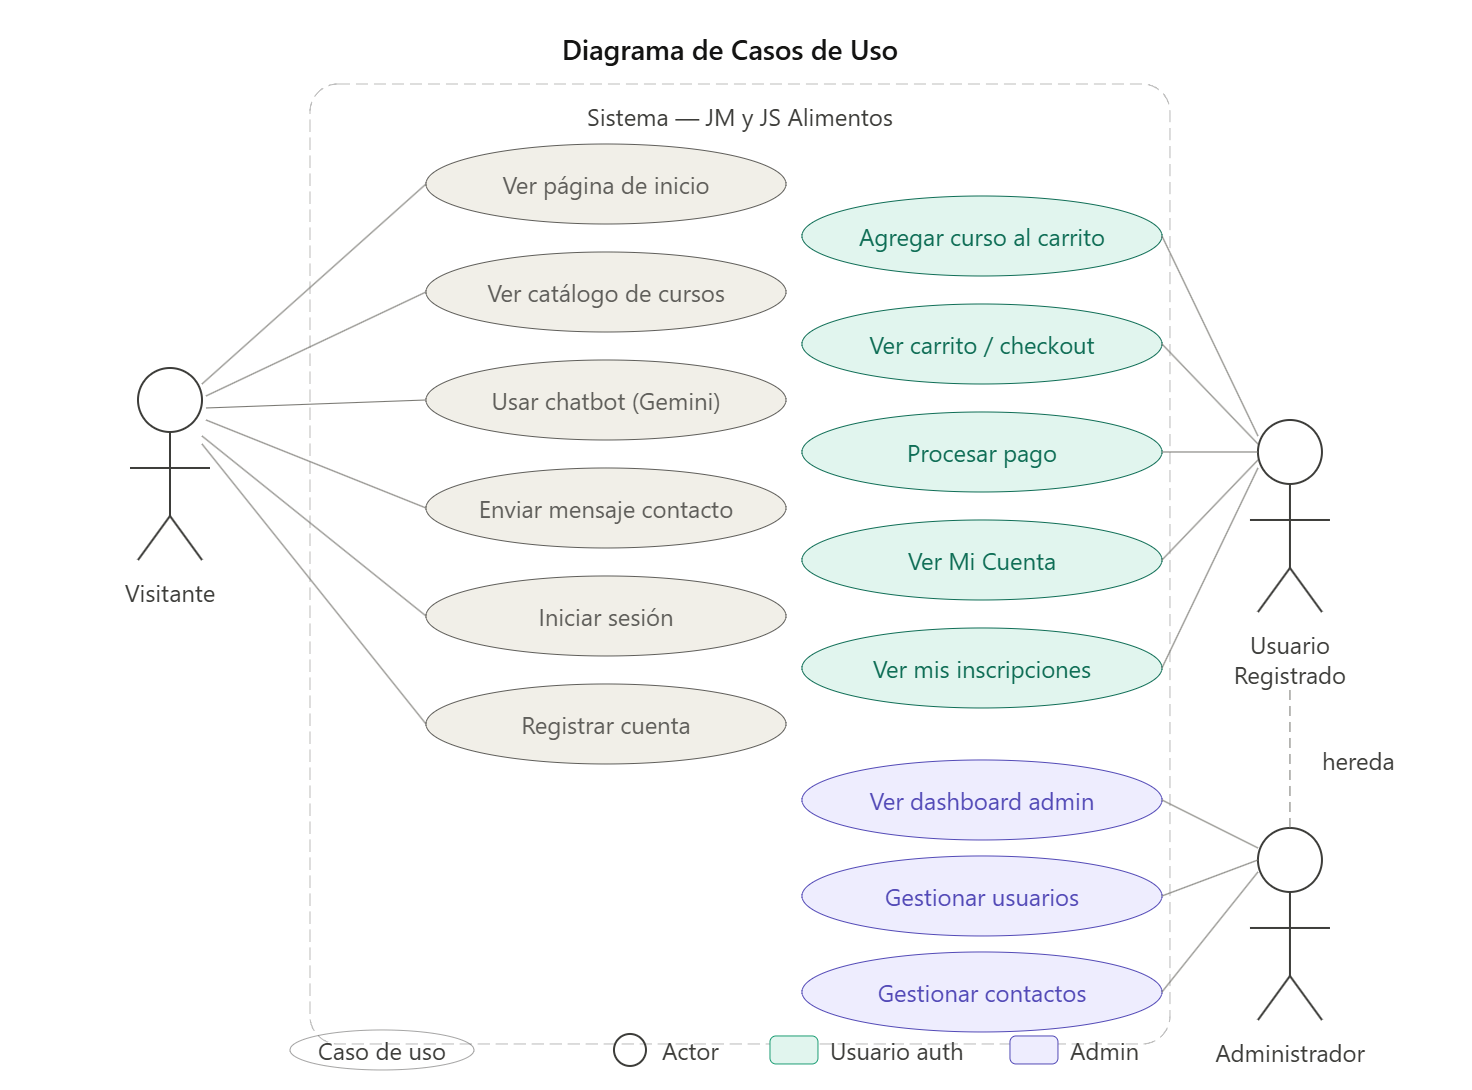 Diagrama de Casos de Uso
Sistema — JM y JS Alimentos
Ver página de inicio
Ver catálogo de cursos
Usar chatbot (Gemini)
Enviar mensaje contacto
Iniciar sesión
Registrar cuenta
Agregar curso al carrito
Ver carrito / checkout
Procesar pago
Ver Mi Cuenta
Ver mis inscripciones
Ver dashboard admin
Gestionar usuarios
Gestionar contactos
Visitante
Usuario
Registrado
hereda
Administrador
Caso de uso
Actor
Usuario auth
Admin